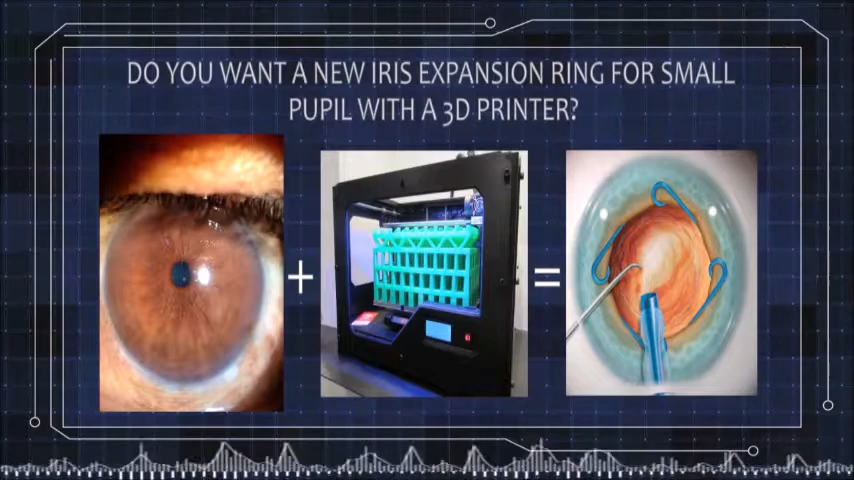 DO YOU WANT A NEW IRIS EXPANSION RING FOR SMALL
PUPIL WITH A 3D PRINTER?
+
=